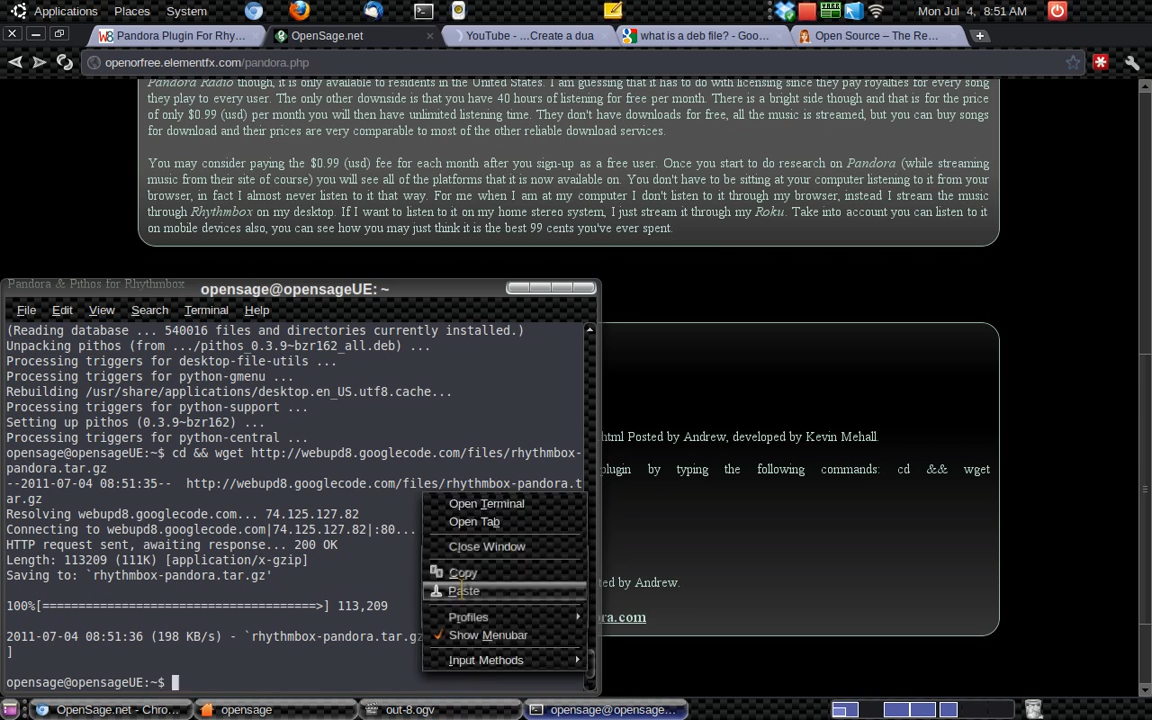 Applications Places System
Mon Jul 4, 8:51 AM
Pandora Plugin For Rhy...
OpenSage.net
YouTube - ...Create a dua
what is a deb file? - Goo...
Open Source – The Re...
openorfree.elementfx.com/pandora.php
Pandora Radio though, it is only available to residents in the United States. I am guessing that it has to do with licensing since they pay royalties for every song
they play to every user. The only other downside is that you have 40 hours of listening for free per month. There is a bright side though and that is for the price
of only $0.99 (usd) per month you will then have unlimited listening time. They don't have downloads for free, all the music is streamed, but you can buy songs
for download and their prices are very comparable to most of the other reliable download services.
You may consider paying the $0.99 (usd) fee for each month after you sign-up as a free user. Once you start to do research on Pandora (while streaming
music from their site of course) you will see all of the platforms that it is now available on. You don't have to be sitting at your computer listening to it from your
browser, in fact I almost never listen to it that way. For me when I am at my computer I don't listen to it through my browser, instead I stream the music
through Rhythmbox on my desktop. If I want to listen to it on my home stereo system, I just stream it through my Roku. Take into account you can listen to it
on mobile devices also, you can see how you may just think it is the best 99 cents you've ever spent.
Pandora & Pithos for Rhythmbox
opensage@opensageUE: ~
File Edit View Search Terminal Help
(Reading database ... 540016 files and directories currently installed.)
Unpacking pithos (from .../pithos_0.3.9~bzr162_all.deb) ...
Processing triggers for desktop-file-utils ...
Processing triggers for python-gmenu ...
Rebuilding /usr/share/applications/desktop.en_US.utf8.cache...
Processing triggers for python-support ...
Setting up pithos (0.3.9~bzr162) ...
Processing triggers for python-central ...
opensage@opensageUE:~$ cd && wget http://webupd8.googlecode.com/files/rhythmbox-
pandora.tar.gz
--2011-07-04 08:51:35-- http://webupd8.googlecode.com/files/rhythmbox-pandora.t
ar.gz
Resolving webupd8.googlecode.com... 74.125.127.82
Connecting to webupd8.googlecode.com|74.125.127.82|:80...
HTTP request sent, awaiting response... 200 OK
Length: 113209 (111K) [application/x-gzip]
Saving to: `rhythmbox-pandora.tar.gz'
100%[====================================>] 113,209
2011-07-04 08:51:36 (198 KB/s) - `rhythmbox-pandora.tar.gz
]
opensage@opensageUE:~$
Open Terminal
Open Tab
Close Window
Copy
Paste
Profiles
Show Menubar
Input Methods
html Posted by Andrew, developed by Kevin Mehall.
plugin by typing the following commands: cd && wget
ted by Andrew.
ora.com
OpenSage.net - Chro...
opensage
out-8.ogv
opensage@opensage...